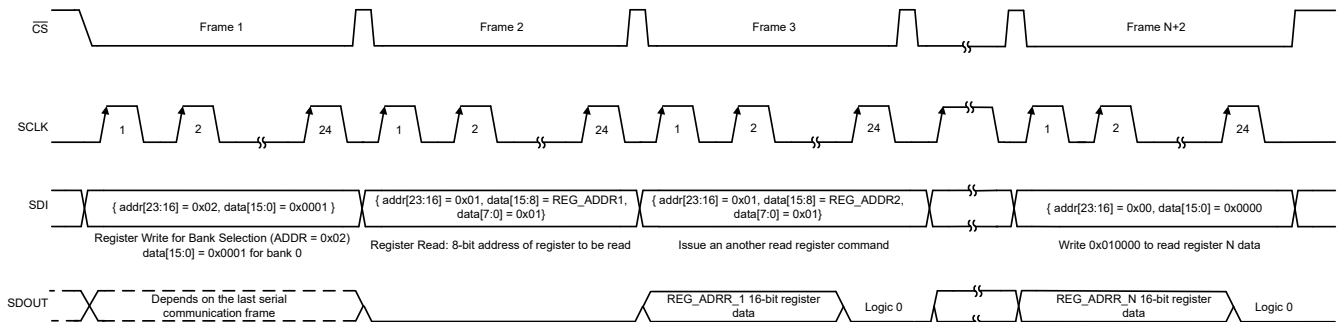 CS
Frame 1
Frame 2
Frame 3
Frame N+2
SCLK
1
2
24
1
2
24
1
2
24
1
2
24
SDI
{ addr[23:16] = 0x02, data[15:0] = 0x0001 }
{ addr[23:16] = 0x01, data[15:8] = REG_ADDR1,
data[7:0] = 0x01}
{ addr[23:16] = 0x01, data[15:8] = REG_ADDR2,
data[7:0] = 0x01}
{ addr[23:16] = 0x00, data[15:0] = 0x0000
Register Write for Bank Selection (ADDR = 0x02)
data[15:0] = 0x0001 for bank 0
Register Read: 8-bit address of register to be read
Issue an another read register command
Write 0x010000 to read register N data
SDOUT
Depends on the last serial
communication frame
REG_ADRR_1 16-bit register
data
Logic 0
REG_ADRR_N 16-bit register
data
Logic 0